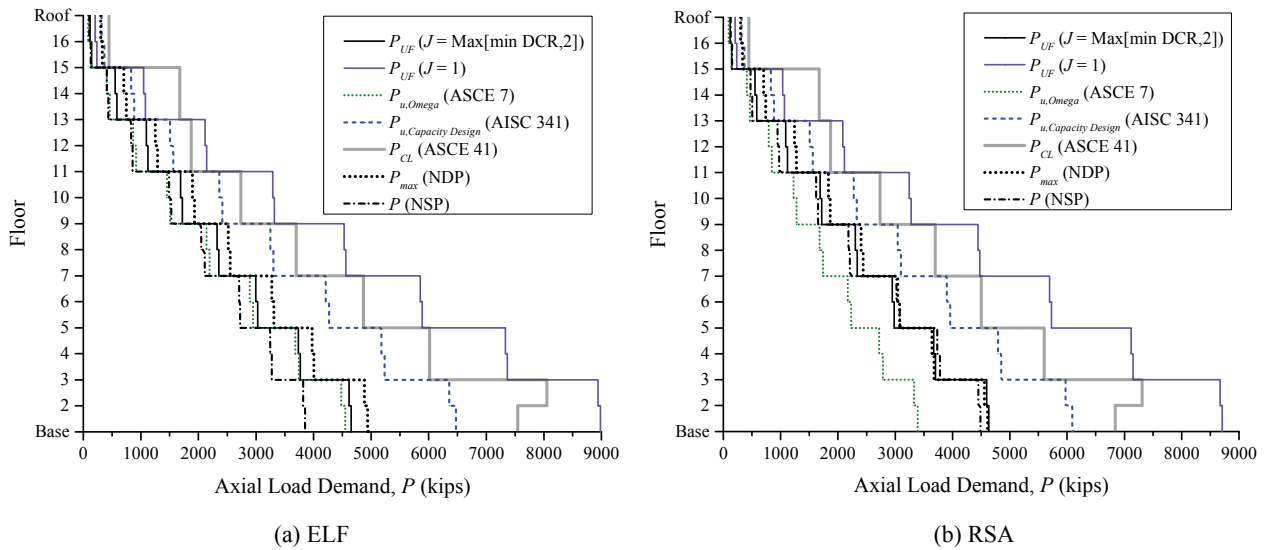 Roof
16
15
14
13
12
11
10
9
8
7
6
5
4
3
2
Base
Floor
0
1000
2000
3000
4000
5000
6000
7000
8000
9000
Axial Load Demand, P (kips)
P_UF (J = Max[min DCR,2])
P_UF (J = 1)
P_u,Omega (ASCE 7)
P_u,Capacity Design (AISC 341)
P_CL (ASCE 41)
P_max (NDP)
P (NSP)
(a) ELF
Roof
16
15
14
13
12
11
10
9
8
7
6
5
4
3
2
Base
Floor
0
1000
2000
3000
4000
5000
6000
7000
8000
9000
Axial Load Demand, P (kips)
P_UF (J = Max[min DCR,2])
P_UF (J = 1)
P_u,Omega (ASCE 7)
P_u,Capacity Design (AISC 341)
P_CL (ASCE 41)
P_max (NDP)
P (NSP)
(b) RSA